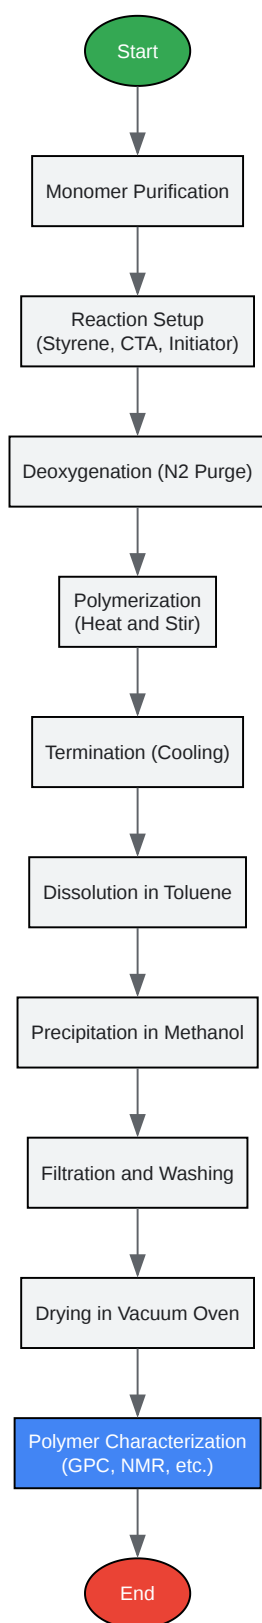 Start
Monomer Purification
Reaction Setup
(Styrene, CTA, Initiator)
Deoxygenation (N2 Purge)
Polymerization
(Heat and Stir)
Termination (Cooling)
Dissolution in Toluene
Precipitation in Methanol
Filtration and Washing
Drying in Vacuum Oven
Polymer Characterization
(GPC, NMR, etc.)
End